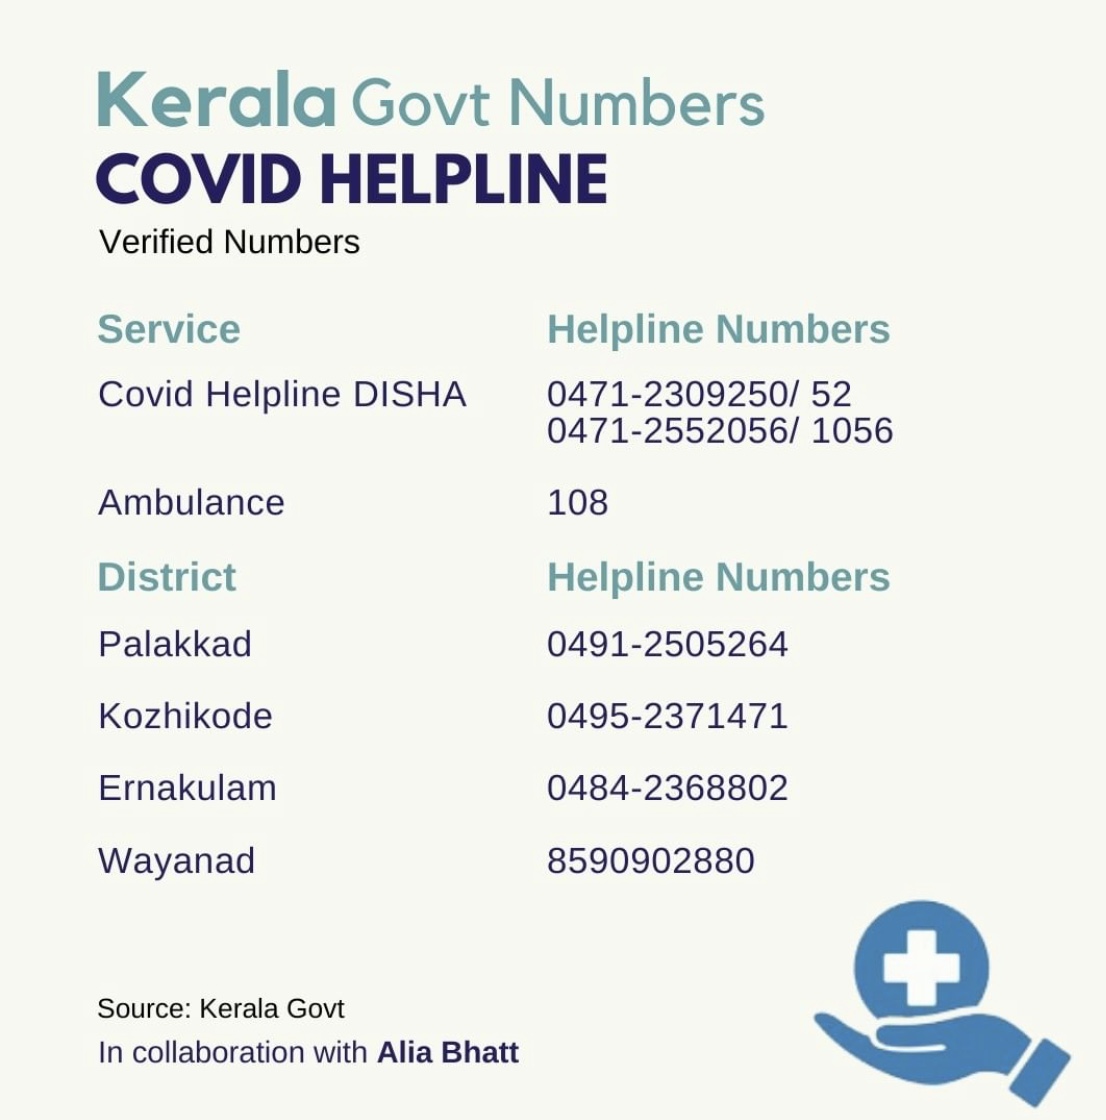 Kerala Govt Numbers
COVID HELPLINE
Verified Numbers
Service Helpline Numbers
Covid Helpline DISHA 0471-2309250/ 52
0471-2552056/ 1056
Ambulance 108
District Helpline Numbers
Palakkad 0491-2505264
Kozhikode 0495-2371471
Ernakulam 0484-2368802
Wayanad 8590902880
Source: Kerala Govt
In collaboration with Alia Bhatt